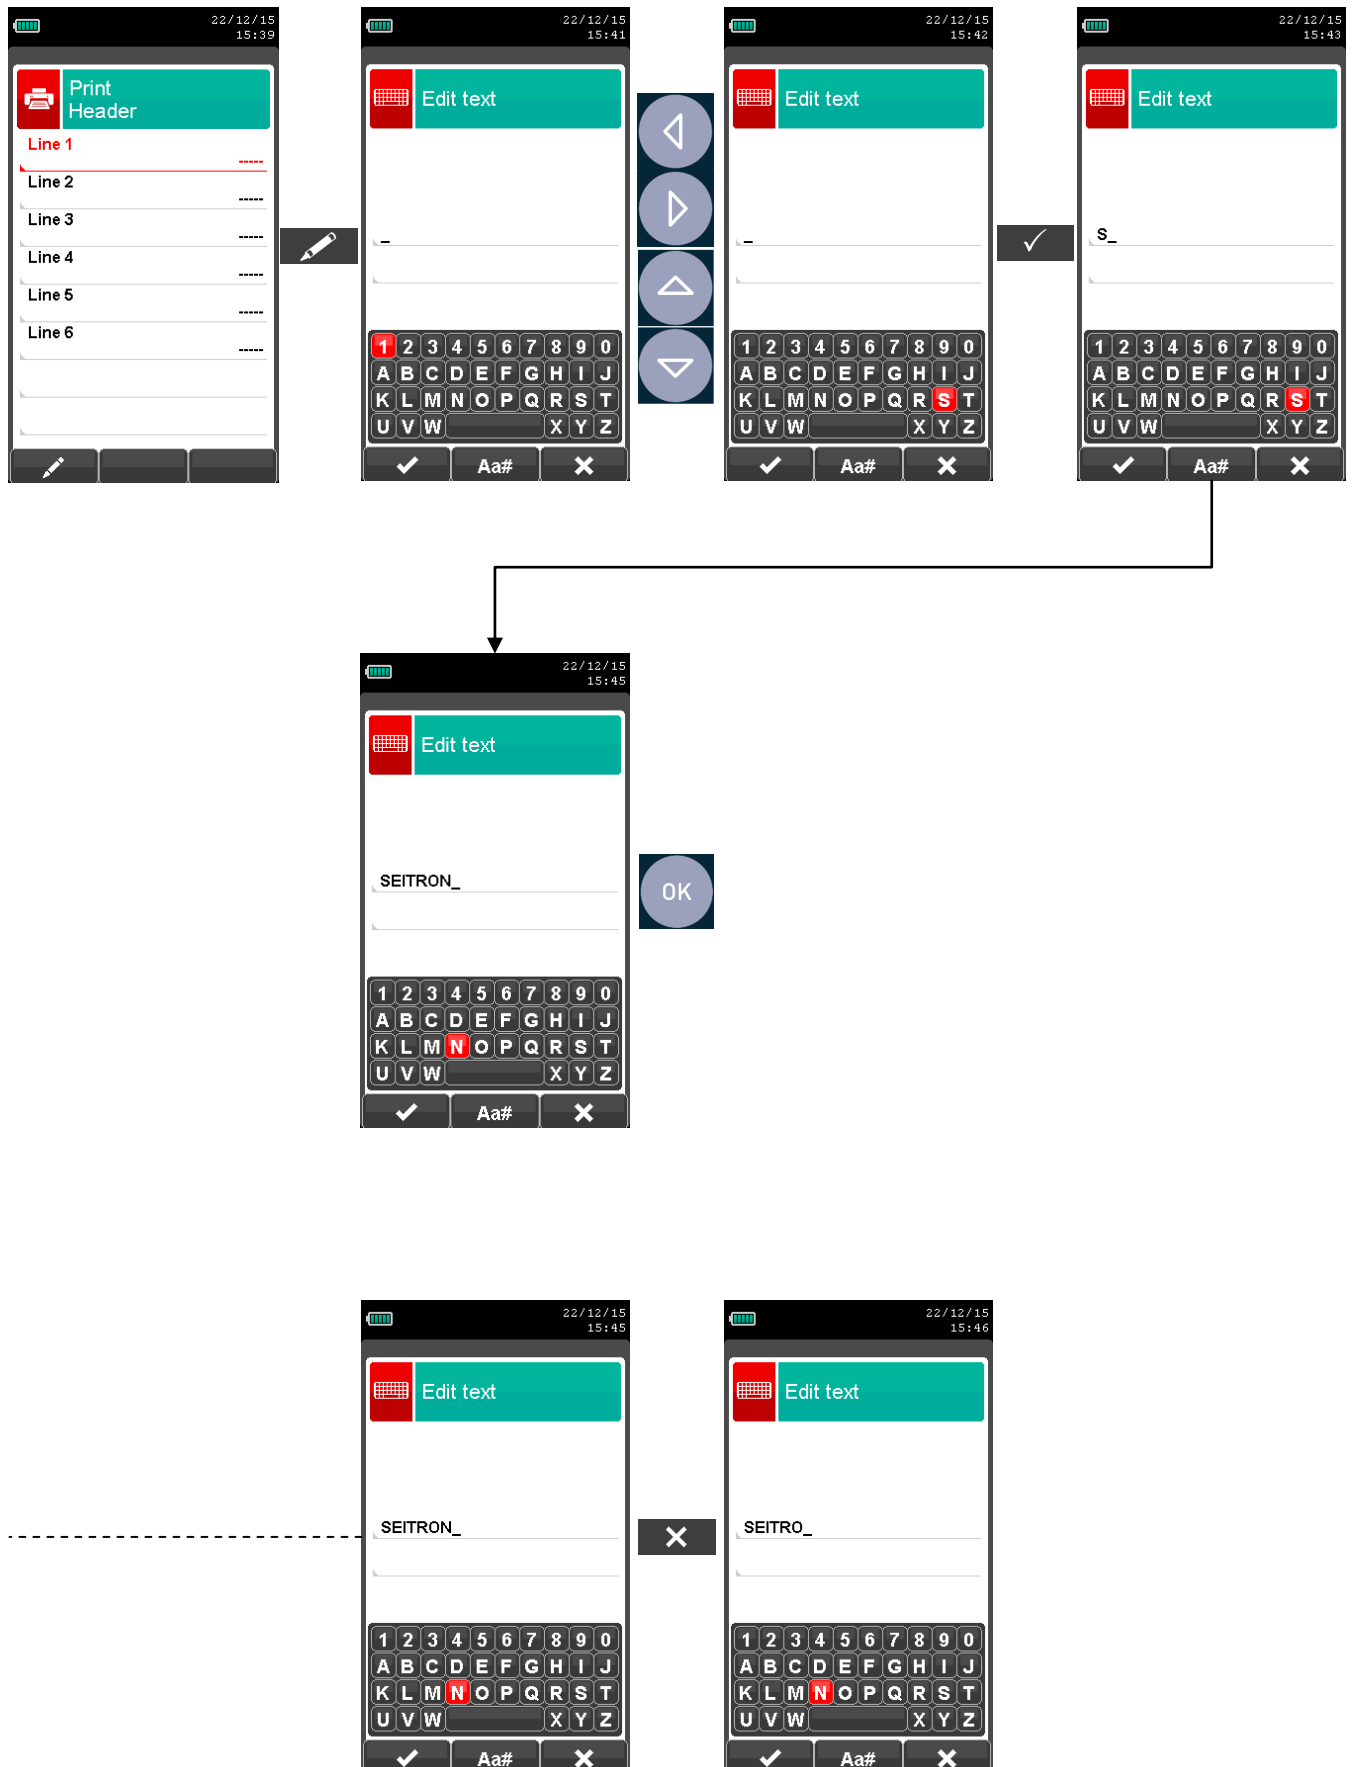 22/12/15
15:39
Print
Header
Line 1
-----
Line 2
-----
Line 3
-----
Line 4
-----
Line 5
-----
Line 6
-----
22/12/15
15:41
Edit text
_
1 2 3 4 5 6 7 8 9 0
A B C D E F G H I J
K L M N O P Q R S T
U V W X Y Z
Aa#
22/12/15
15:42
Edit text
_
1 2 3 4 5 6 7 8 9 0
A B C D E F G H I J
K L M N O P Q R S T
U V W X Y Z
Aa#
22/12/15
15:43
Edit text
S_
1 2 3 4 5 6 7 8 9 0
A B C D E F G H I J
K L M N O P Q R S T
U V W X Y Z
Aa#
22/12/15
15:45
Edit text
SEITRON_
1 2 3 4 5 6 7 8 9 0
A B C D E F G H I J
K L M N O P Q R S T
U V W X Y Z
Aa#
OK
22/12/15
15:45
Edit text
SEITRON_
1 2 3 4 5 6 7 8 9 0
A B C D E F G H I J
K L M N O P Q R S T
U V W X Y Z
Aa#
22/12/15
15:46
Edit text
SEITRO_
1 2 3 4 5 6 7 8 9 0
A B C D E F G H I J
K L M N O P Q R S T
U V W X Y Z
Aa#